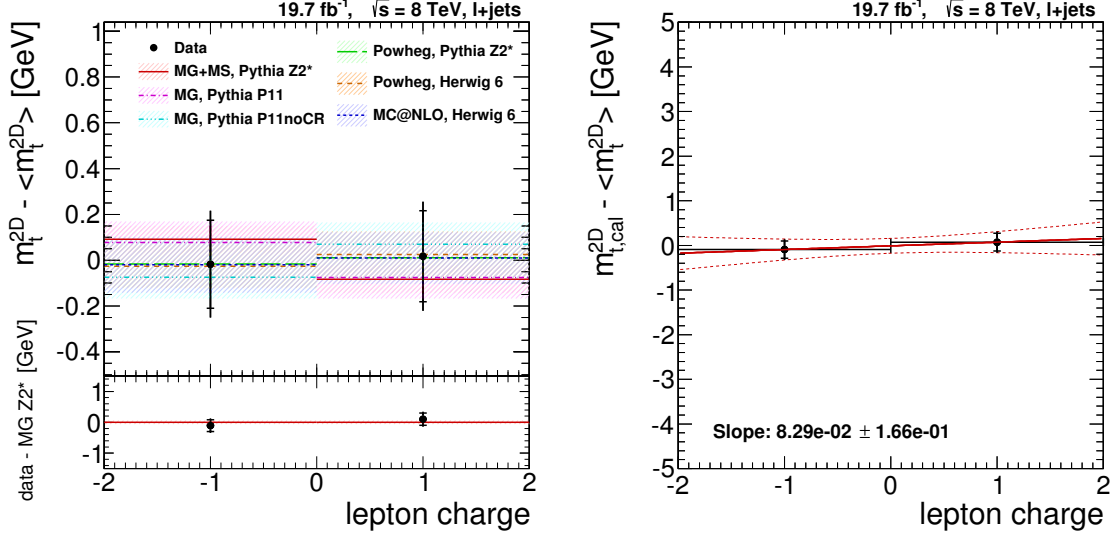 19.7 fb⁻¹, √s = 8 TeV, l+jets
m_t^2D - <m_t^2D> [GeV]
1
0.8
0.6
0.4
0.2
0
-0.2
-0.4
Data
MG+MS, Pythia Z2*
MG, Pythia P11
MG, Pythia P11noCR
Powheg, Pythia Z2*
Powheg, Herwig 6
MC@NLO, Herwig 6
data - MG Z2* [GeV]
1
0
-1
-2 -1 0 1 2
lepton charge
19.7 fb⁻¹, √s = 8 TeV, l+jets
m_t,cal^2D - <m_t^2D> [GeV]
5
4
3
2
1
0
-1
-2
-3
-4
-5
Slope: 8.29e-02 ± 1.66e-01
-2 -1 0 1 2
lepton charge